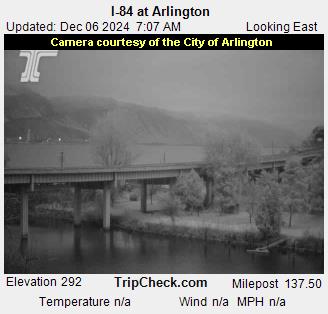 I-84 at Arlington
Updated: Dec 06 2024 7:07 AM Looking East
Camera courtesy of the City of Arlington
Elevation 292 TripCheck.com Milepost 137.50
Temperature n/a Wind n/a MPH n/a